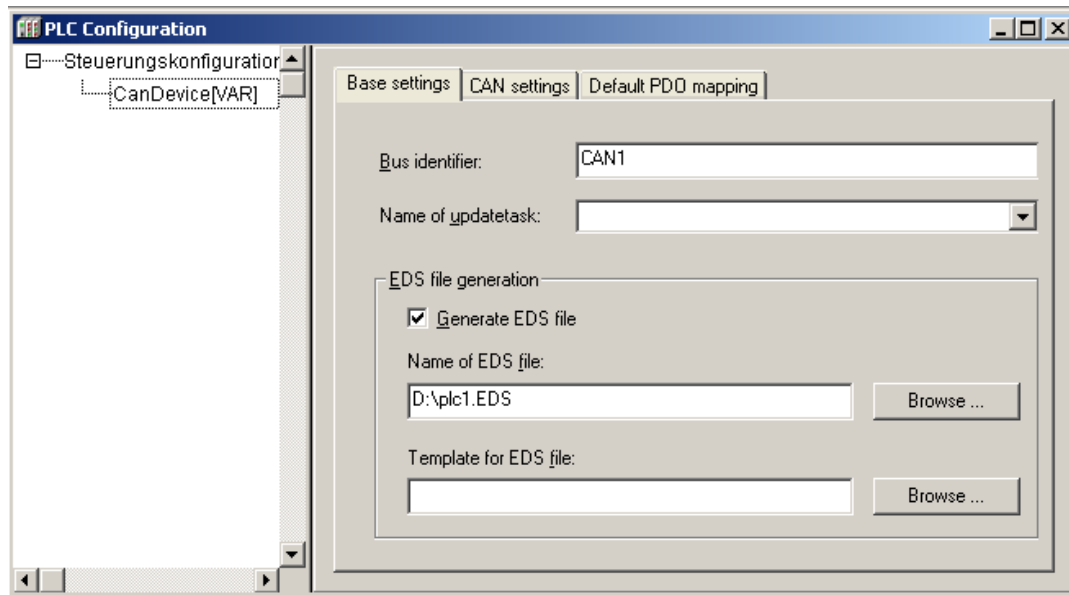 PLC Configuration
Steuerungskonfiguration
CanDevice[VAR]
Base settings
CAN settings
Default PDO mapping
Bus identifier:
CAN1
Name of updatetask:
EDS file generation
Generate EDS file
Name of EDS file:
D:\plc1.EDS
Browse ...
Template for EDS file:
Browse ...